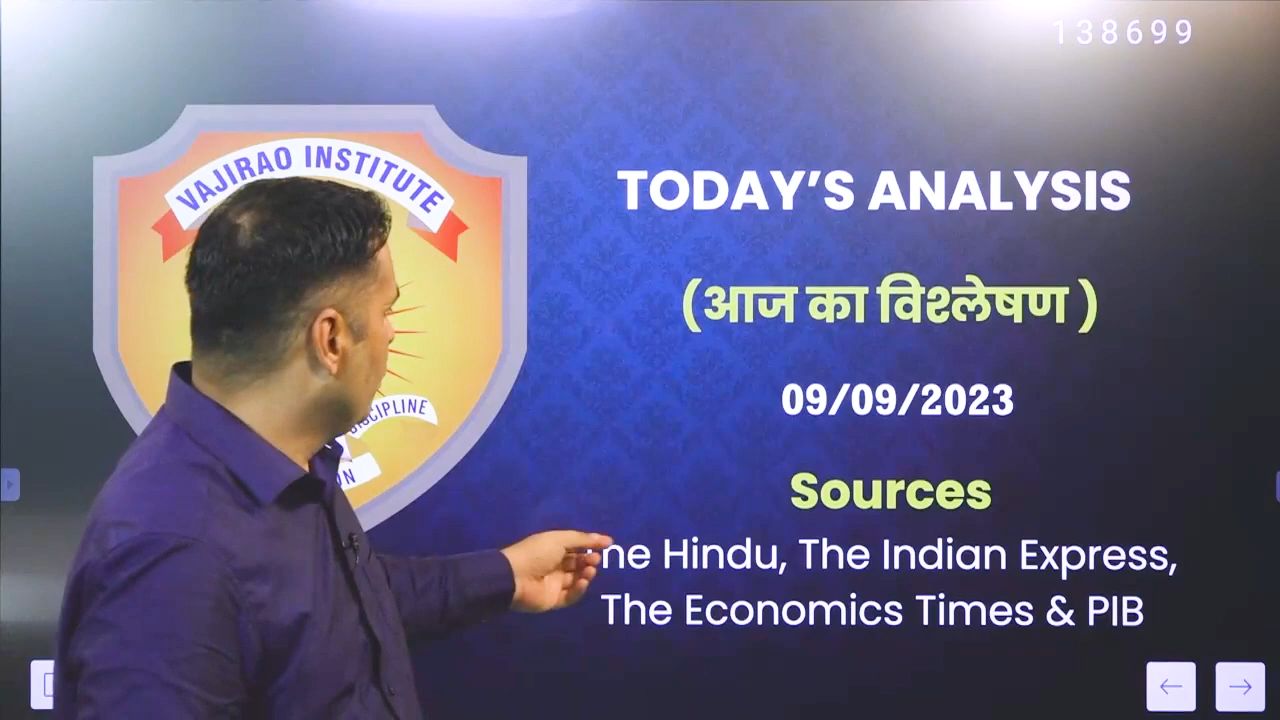 138699
VAJIRAO INSTITUTE
DISCIPLINE
TODAY'S ANALYSIS
(आज का विश्लेषण )
09/09/2023
Sources
Hindu, The Indian Express,
The Economics Times & PIB